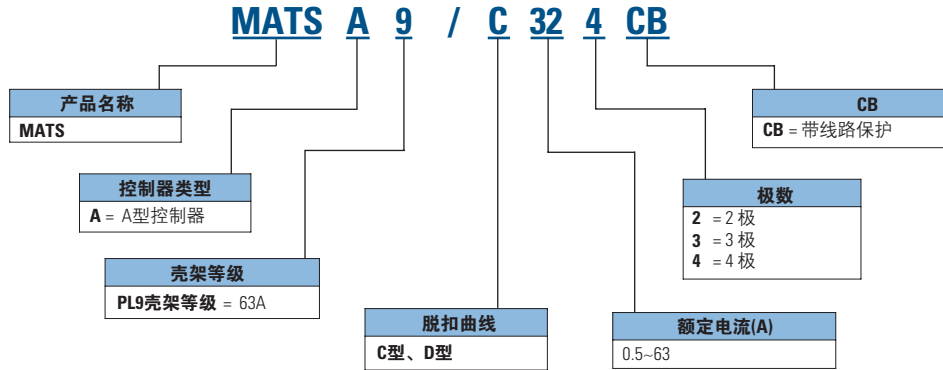 MATS A 9 / C 32 4 CB
产品名称
MATS
CB
CB = 带线路保护
控制器类型
A = A型控制器
极数
2 = 2 极
3 = 3 极
4 = 4 极
壳架等级
PL9壳架等级 = 63A
脱扣曲线
C型、D型
额定电流(A)
0.5~63